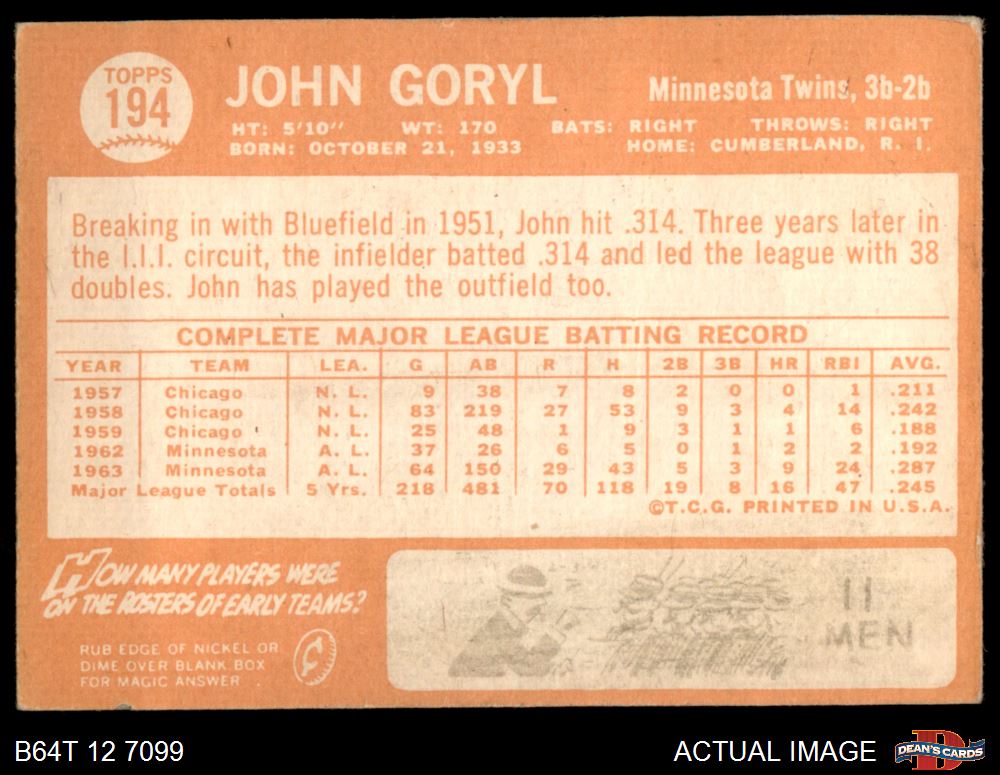 TOPPS
194
JOHN GORYL
Minnesota Twins, 3b-2b
HT: 5'10" WT: 170 BATS: RIGHT THROWS: RIGHT
BORN: OCTOBER 21, 1933 HOME: CUMBERLAND, R. I.
Breaking in with Bluefield in 1951, John hit .314. Three years later in
the I.I.I. circuit, the infielder batted .314 and led the league with 38
doubles. John has played the outfield too.
COMPLETE MAJOR LEAGUE BATTING RECORD
YEAR TEAM LEA. G AB R H 2B 3B HR RBI AVG.
1957 Chicago N. L. 9 38 7 8 2 0 0 1 .211
1958 Chicago N. L. 83 219 27 53 9 3 4 14 .242
1959 Chicago N. L. 25 48 1 9 3 1 1 6 .188
1962 Minnesota A. L. 37 26 6 5 0 1 2 2 .192
1963 Minnesota A. L. 64 150 29 43 5 3 9 24 .287
Major League Totals 5 Yrs. 218 481 70 118 19 8 16 47 .245
©T.C.G. PRINTED IN U.S.A.
HOW MANY PLAYERS WERE
ON THE ROSTERS OF EARLY TEAMS?
RUB EDGE OF NICKEL OR
DIME OVER BLANK BOX
FOR MAGIC ANSWER
11
MEN
B64T 12 7099
ACTUAL IMAGE
DEAN'S CARDS